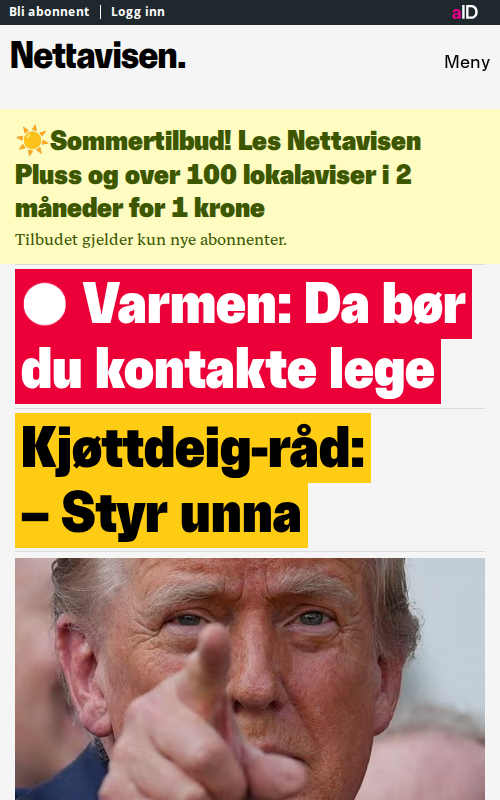 Bli abonnent | Logg inn
aID
Nettavisen.
Meny
☀️Sommertilbud! Les Nettavisen
Pluss og over 100 lokalaviser i 2
måneder for 1 krone
Tilbudet gjelder kun nye abonnenter.
Varmen: Da bør
du kontakte lege
Kjøttdeig-råd:
– Styr unna